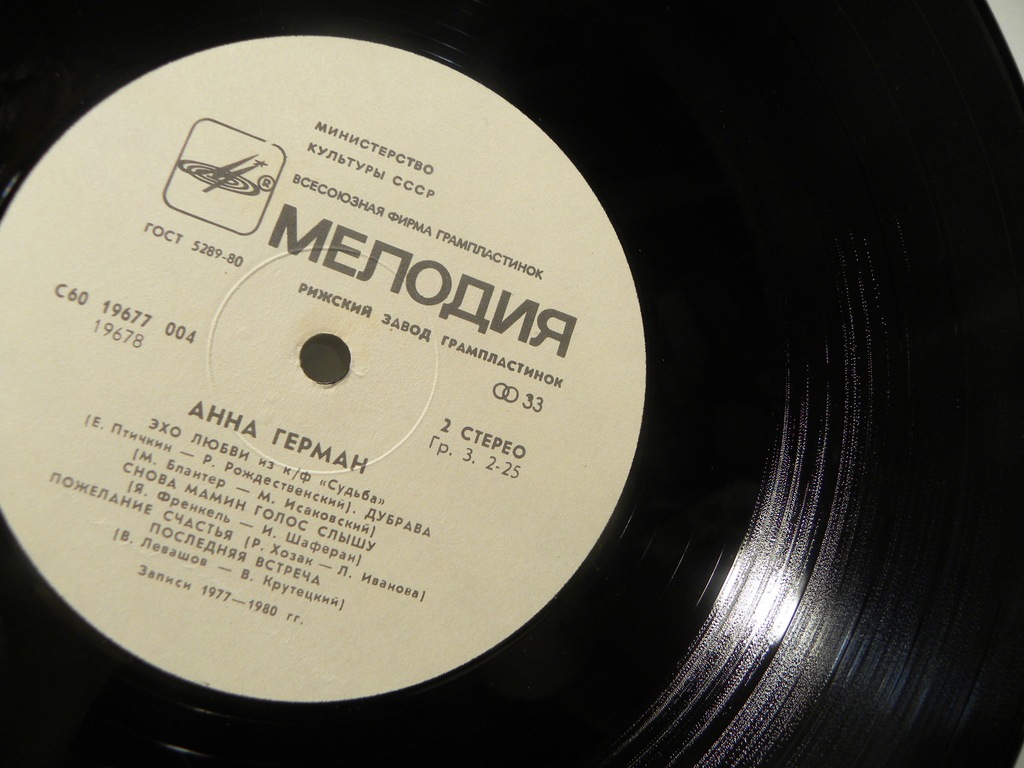 МИНИСТЕРСТВО
КУЛЬТУРЫ СССР
ВСЕСОЮЗНАЯ ФИРМА ГРАМПЛАСТИНОК
®
МЕЛОДИЯ
ГОСТ 5289-80
РИЖСКИЙ ЗАВОД ГРАМПЛАСТИНОК
С60 19677 004
19678
33
2 СТЕРЕО
Гр. 3. 2-25
АННА ГЕРМАН
ЭХО ЛЮБВИ из к/ф «Судьба»
(Е. Птичкин — Р. Рождественский). ДУБРАВА
(М. Блантер — М. Исаковский)
СНОВА МАМИН ГОЛОС СЛЫШУ
(Я. Френкель — И. Шаферан)
ПОЖЕЛАНИЕ СЧАСТЬЯ (Р. Хозак — Л. Иванова)
ПОСЛЕДНЯЯ ВСТРЕЧА
(В. Левашов — В. Крутецкий)
Записи 1977—1980 гг.